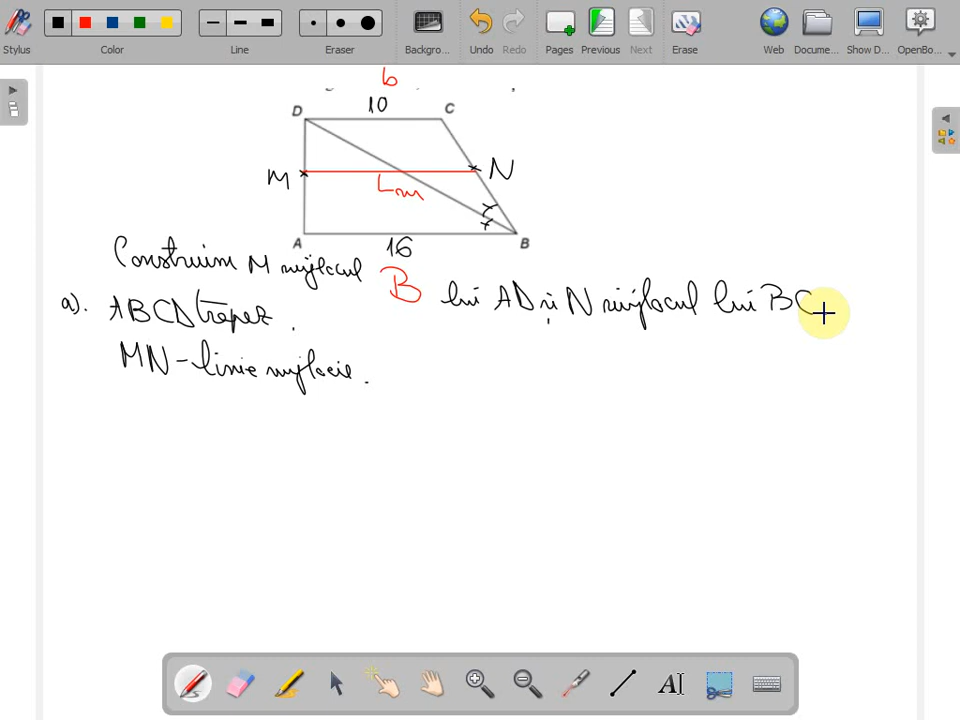 Stylus
Color
Line
Eraser
Backgro...
Undo
Redo
Pages
Previous
Next
Erase
Web
Docume...
Show D...
OpenBo...
b
D 10 C
M N
Lm
A 16 B
Construim M mijlocul
B lui AD și N mijlocul lui BC
a). ABCD trapez.
MN - linie mijlocie.